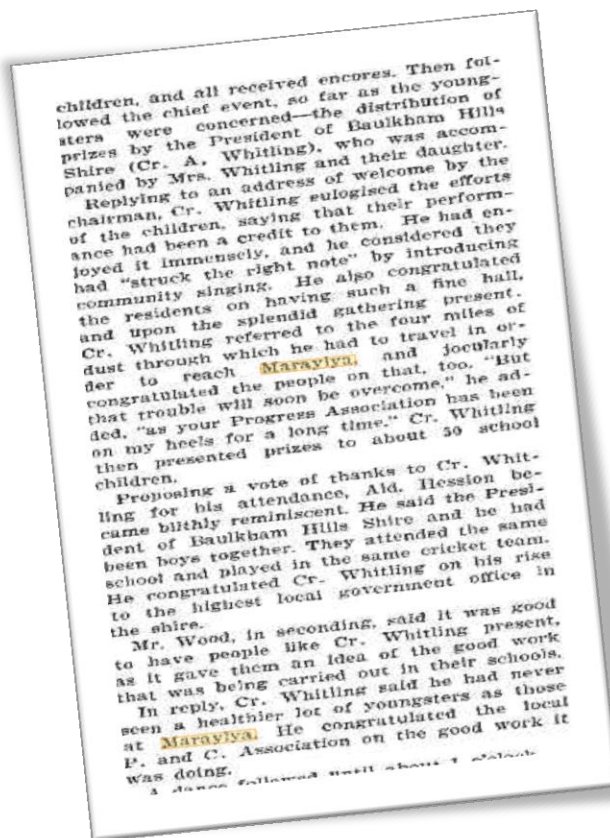 children, and all received encores. Then fol-
lowed the chief event, so far as the young-
sters were concerned—the distribution of
prizes by the President of Baulkham Hills
Shire (Cr. A. Whitling), who was accom-
panied by Mrs. Whitling and their daughter.
Replying to an address of welcome by the
chairman, Cr. Whitling eulogised the efforts
of the children, saying that their perform-
ance had been a credit to them. He had en-
joyed it immensely, and he considered they
had "struck the right note" by introducing
community singing. He also congratulated
the residents on having such a fine hall,
and upon the splendid gathering present.
Cr. Whitling referred to the four miles of
dust through which he had to travel in or-
der to reach Maraylya, and jocularly
congratulated the people on that, too. "But
that trouble will soon be overcome," he ad-
ded, "as your Progress Association has been
on my heels for a long time." Cr. Whitling
then presented prizes to about 50 school
children.
Proposing a vote of thanks to Cr. Whit-
ling for his attendance, Ald. Hession be-
came blithly reminiscent. He said the Presi-
dent of Baulkham Hills Shire and he had
been boys together. They attended the same
school and played in the same cricket team.
He congratulated Cr. Whitling on his rise
to the highest local government office in
the shire.
Mr. Wood, in seconding, said it was good
to have people like Cr. Whitling present,
as it gave them an idea of the good work
that was being carried out in their schools.
In reply, Cr. Whitling said he had never
seen a healthier lot of youngsters as those
at Maraylya. He congratulated the local
P. and C. Association on the good work it
was doing.
A dance followed until about 1 o'clock